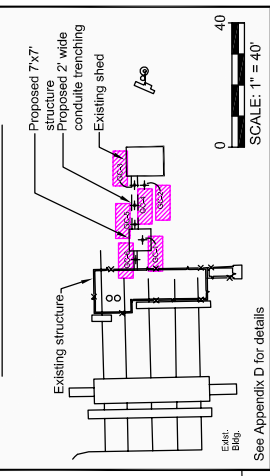 Proposed 7'x7'
structure
Proposed 2' wide
conduite trenching
Existing shed
Existing structure
Exist.
Bldg.
See Appendix D for details
0
40
SCALE: 1" = 40'